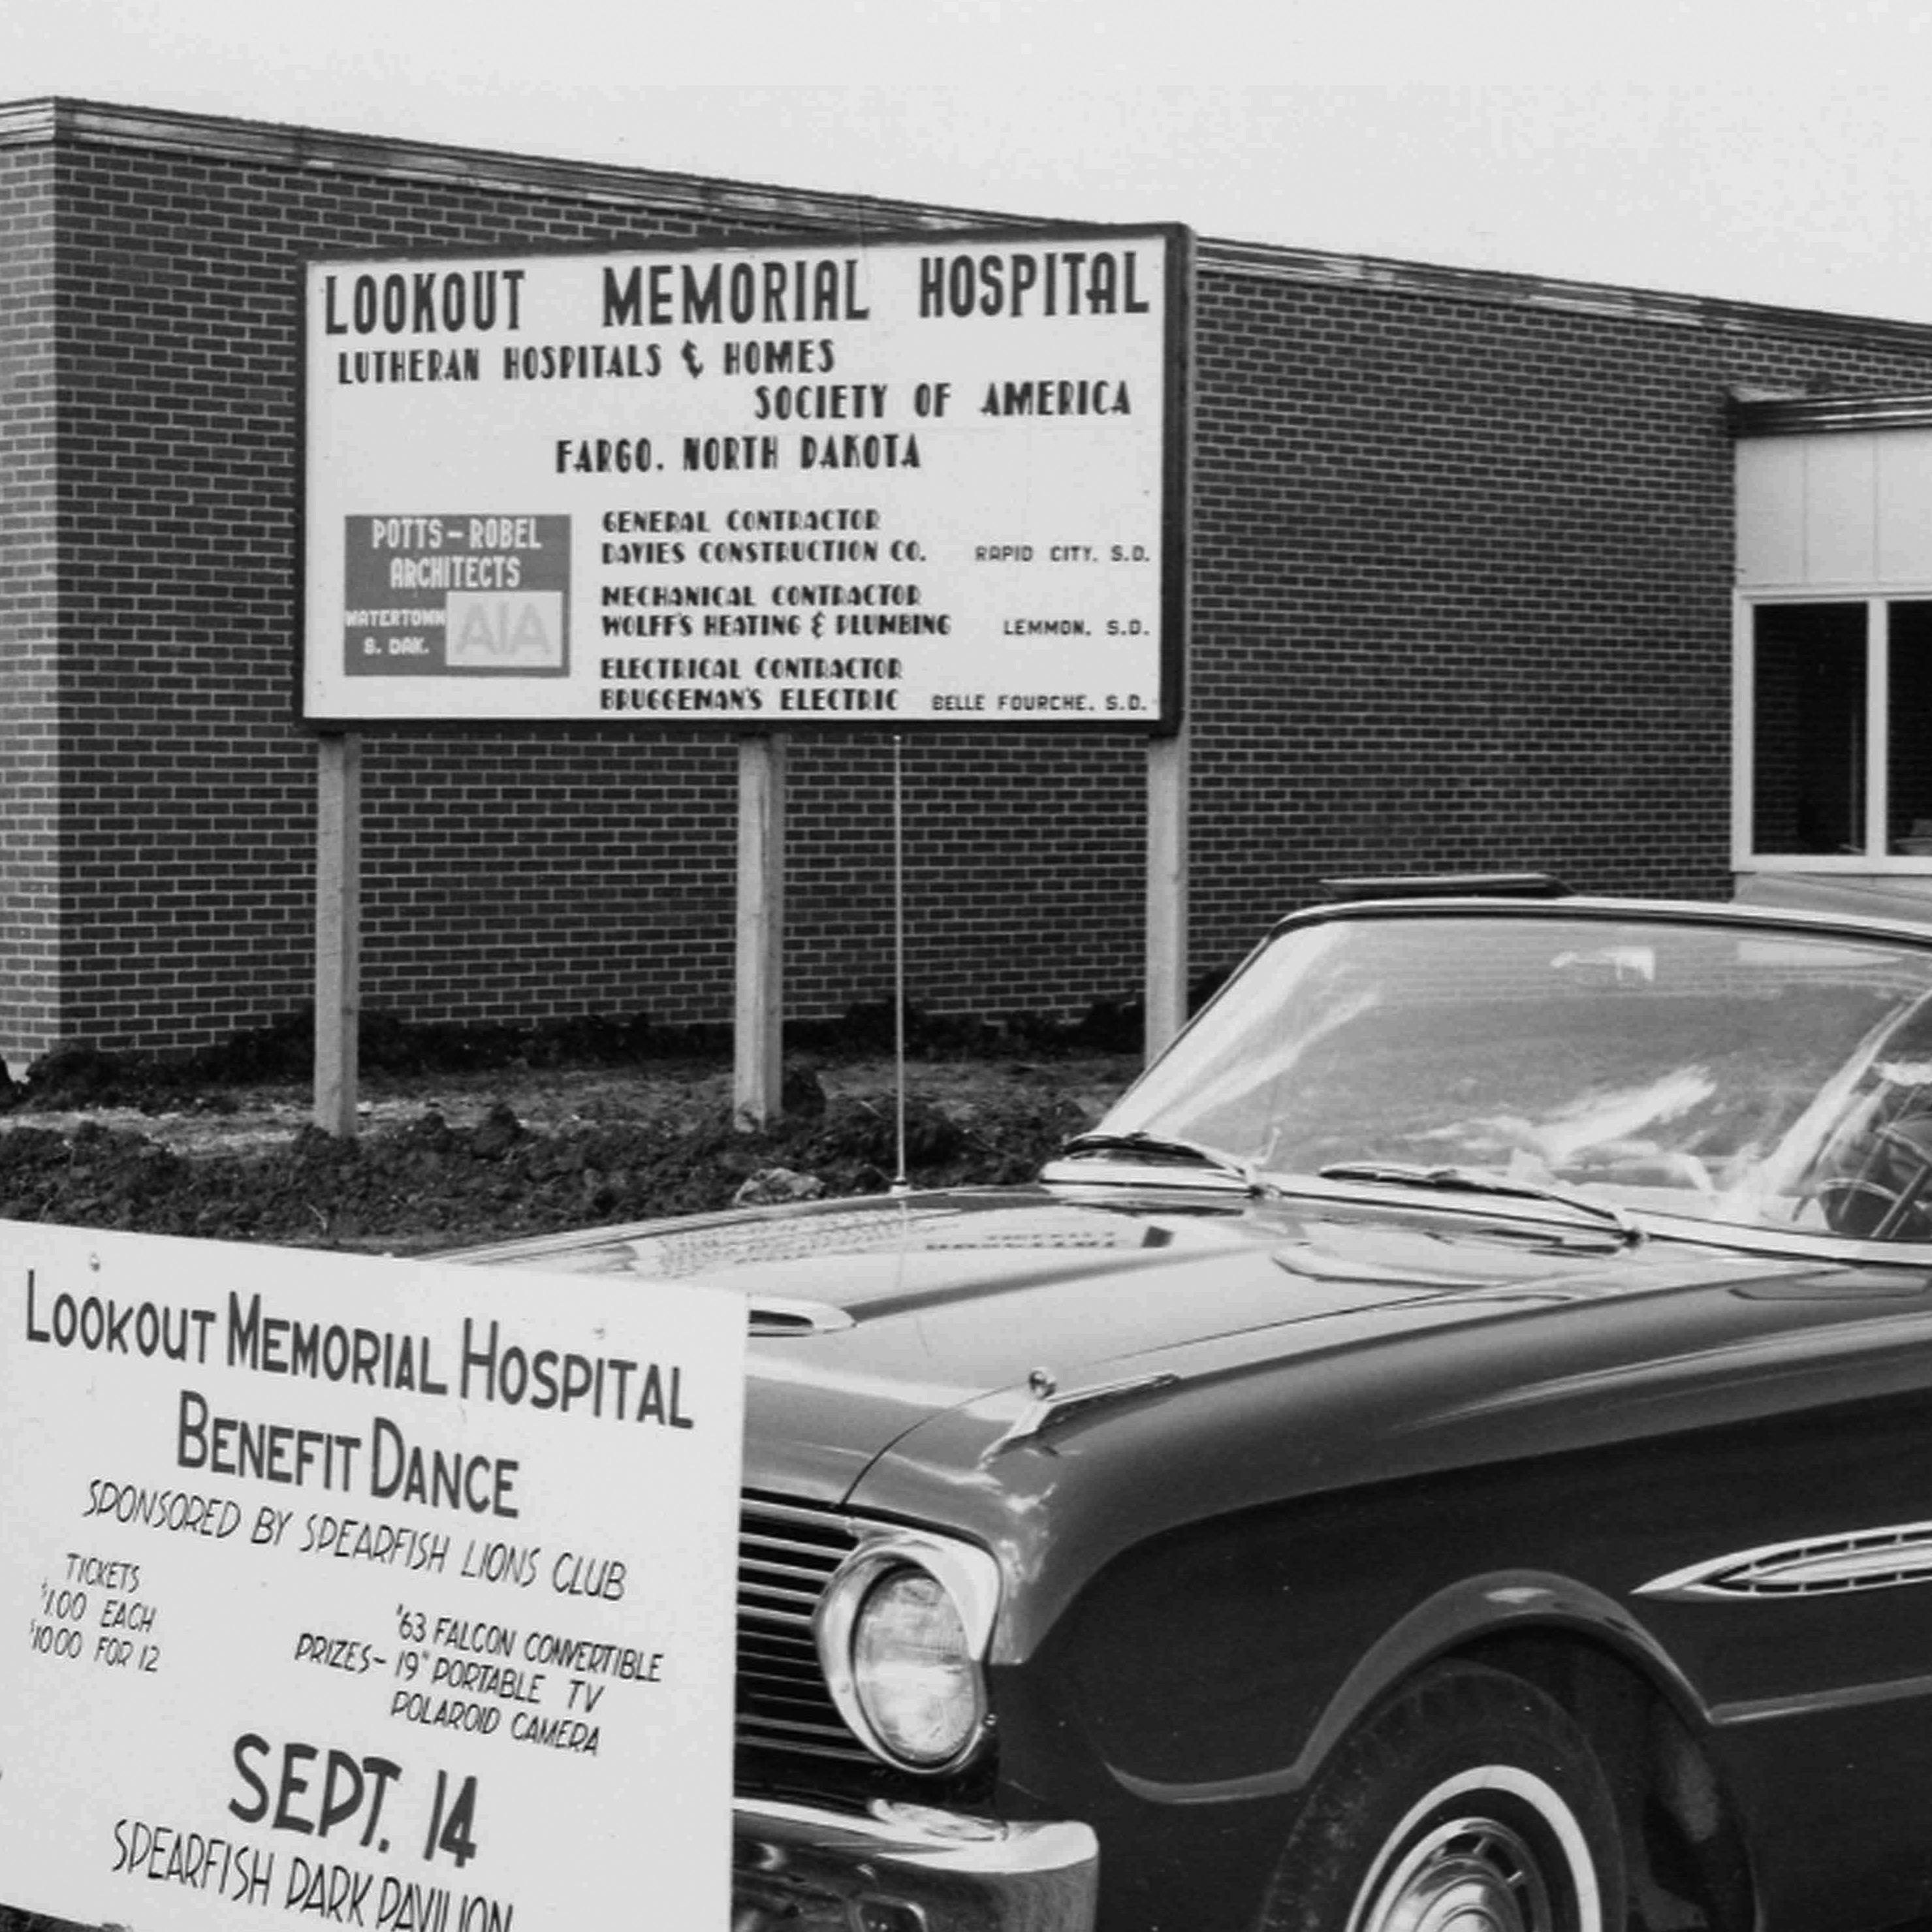 LOOKOUT MEMORIAL HOSPITAL
LUTHERAN HOSPITALS & HOMES
SOCIETY OF AMERICA
FARGO. NORTH DAKOTA
POTTS-ROBEL
ARCHITECTS
WATERTOWN
S. DAK.
AIA
GENERAL CONTRACTOR
DAVIES CONSTRUCTION CO. RAPID CITY. S.D.
MECHANICAL CONTRACTOR
WOLFF'S HEATING & PLUMBING LEMMON. S.D.
ELECTRICAL CONTRACTOR
BRUGGEMAN'S ELECTRIC BELLE FOURCHE. S.D.
LOOKOUT MEMORIAL HOSPITAL
BENEFIT DANCE
SPONSORED BY SPEARFISH LIONS CLUB
TICKETS
$1.00 EACH
$10.00 FOR 12
'63 FALCON CONVERTIBLE
PRIZES- 19" PORTABLE TV
POLAROID CAMERA
SEPT. 14
SPEARFISH PARK PAVILION